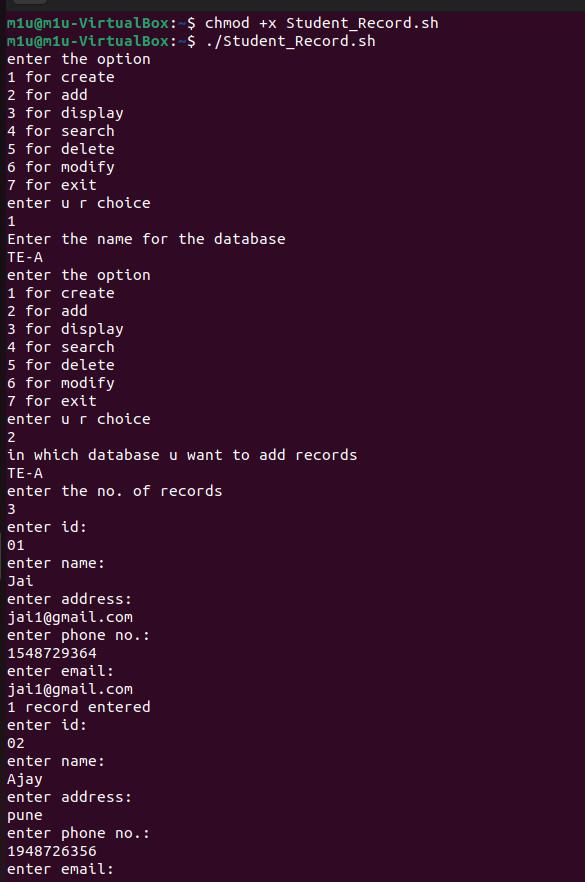 m1u@m1u-VirtualBox:~$ chmod +x Student_Record.sh
m1u@m1u-VirtualBox:~$ ./Student_Record.sh
enter the option
1 for create
2 for add
3 for display
4 for search
5 for delete
6 for modify
7 for exit
enter u r choice
1
Enter the name for the database
TE-A
enter the option
1 for create
2 for add
3 for display
4 for search
5 for delete
6 for modify
7 for exit
enter u r choice
2
in which database u want to add records
TE-A
enter the no. of records
3
enter id:
01
enter name:
Jai
enter address:
jai1@gmail.com
enter phone no.:
1548729364
enter email:
jai1@gmail.com
1 record entered
enter id:
02
enter name:
Ajay
enter address:
pune
enter phone no.:
1948726356
enter email: